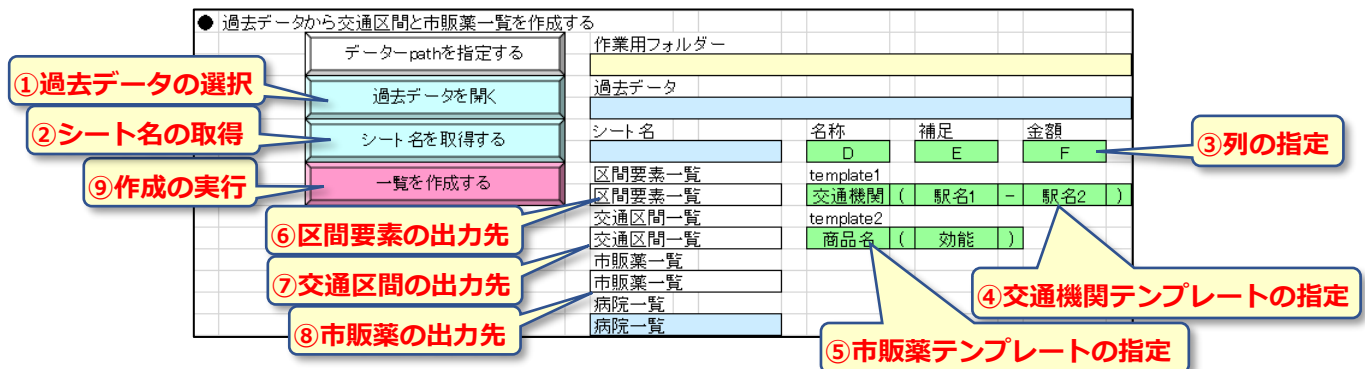 ● 過去データから交通区間と市販薬一覧を作成する
データーpathを指定する
作業用フォルダー
①過去データの選択
過去データを開く
過去データ
②シート名の取得
シート名を取得する
シート名 名称 補足 金額
D E F
③列の指定
⑨作成の実行
一覧を作成する
区間要素一覧 template1
区間要素一覧 交通機関 ( 駅名1 − 駅名2 )
⑥区間要素の出力先
交通区間一覧 template2
交通区間一覧 商品名 ( 効能 )
⑦交通区間の出力先
市販薬一覧
市販薬一覧
④交通機関テンプレートの指定
⑧市販薬の出力先
病院一覧
病院一覧
⑤市販薬テンプレートの指定